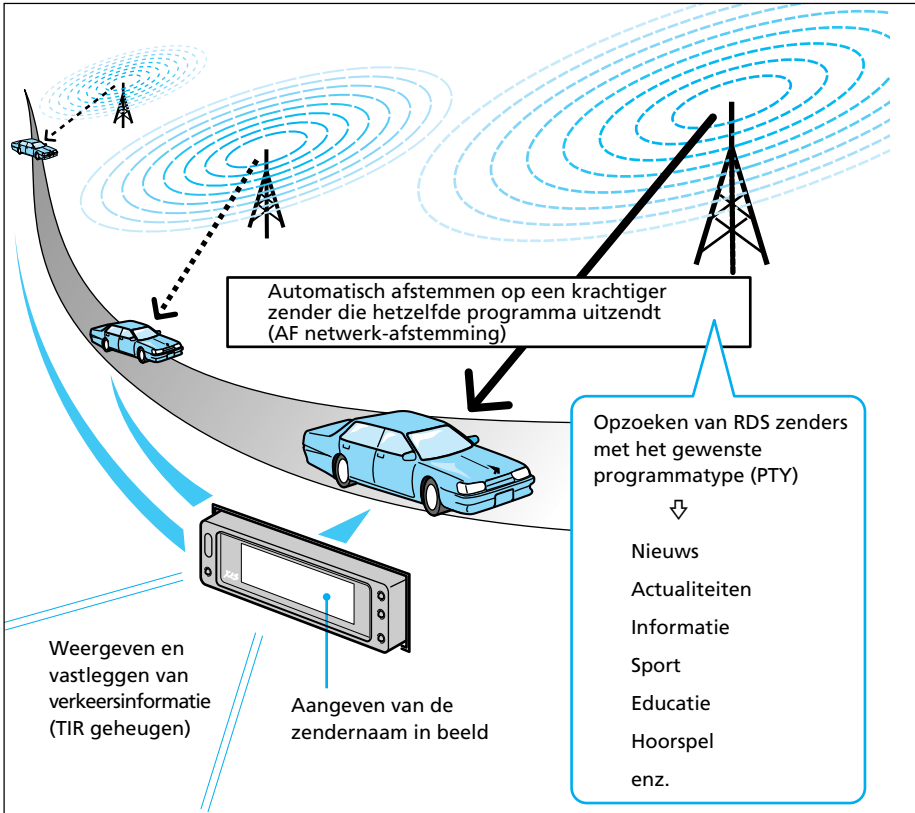 Automatisch afstemmen op een krachtiger
zender die hetzelfde programma uitzendt
(AF netwerk-afstemming)
Opzoeken van RDS zenders
met het gewenste
programmatype (PTY)
Nieuws
Actualiteiten
Informatie
Sport
Educatie
Hoorspel
enz.
Weergeven en
vastleggen van
verkeersinformatie
(TIR geheugen)
Aangeven van de
zendernaam in beeld